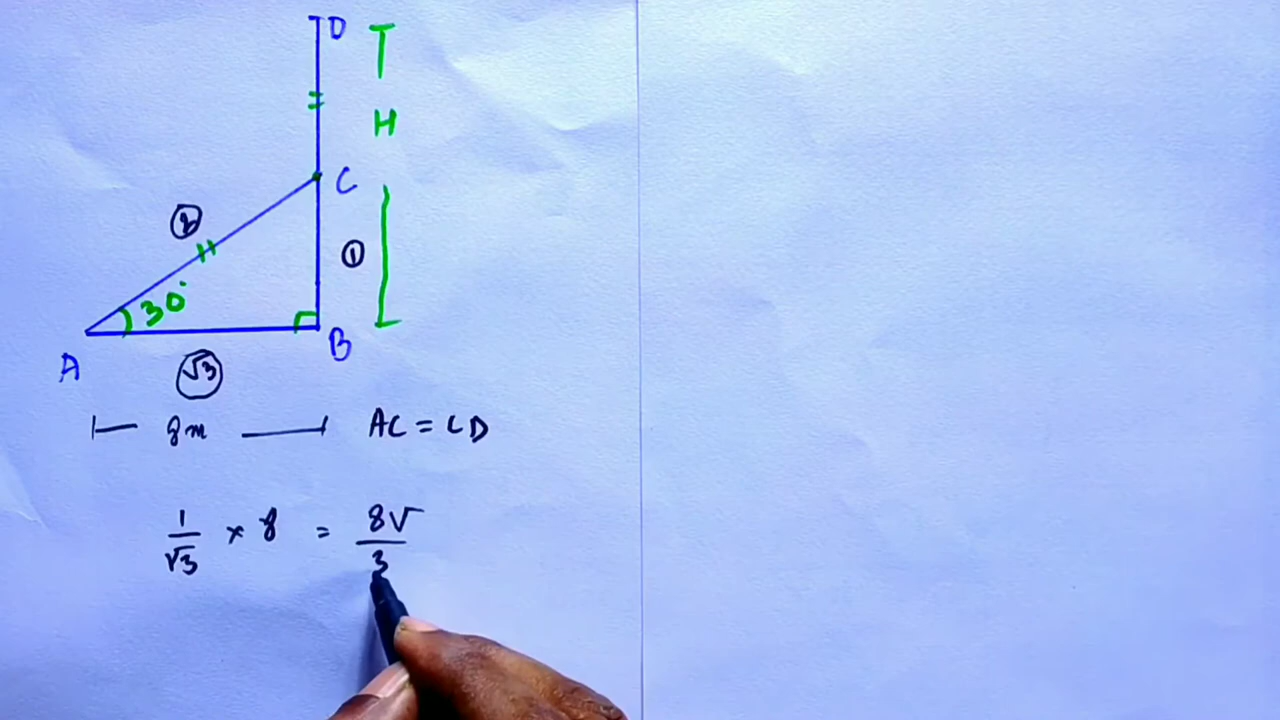 D
H
C
②
①
30°
A
B
√3
8m
AC = CD
1/√3 × 8 = 8√/3